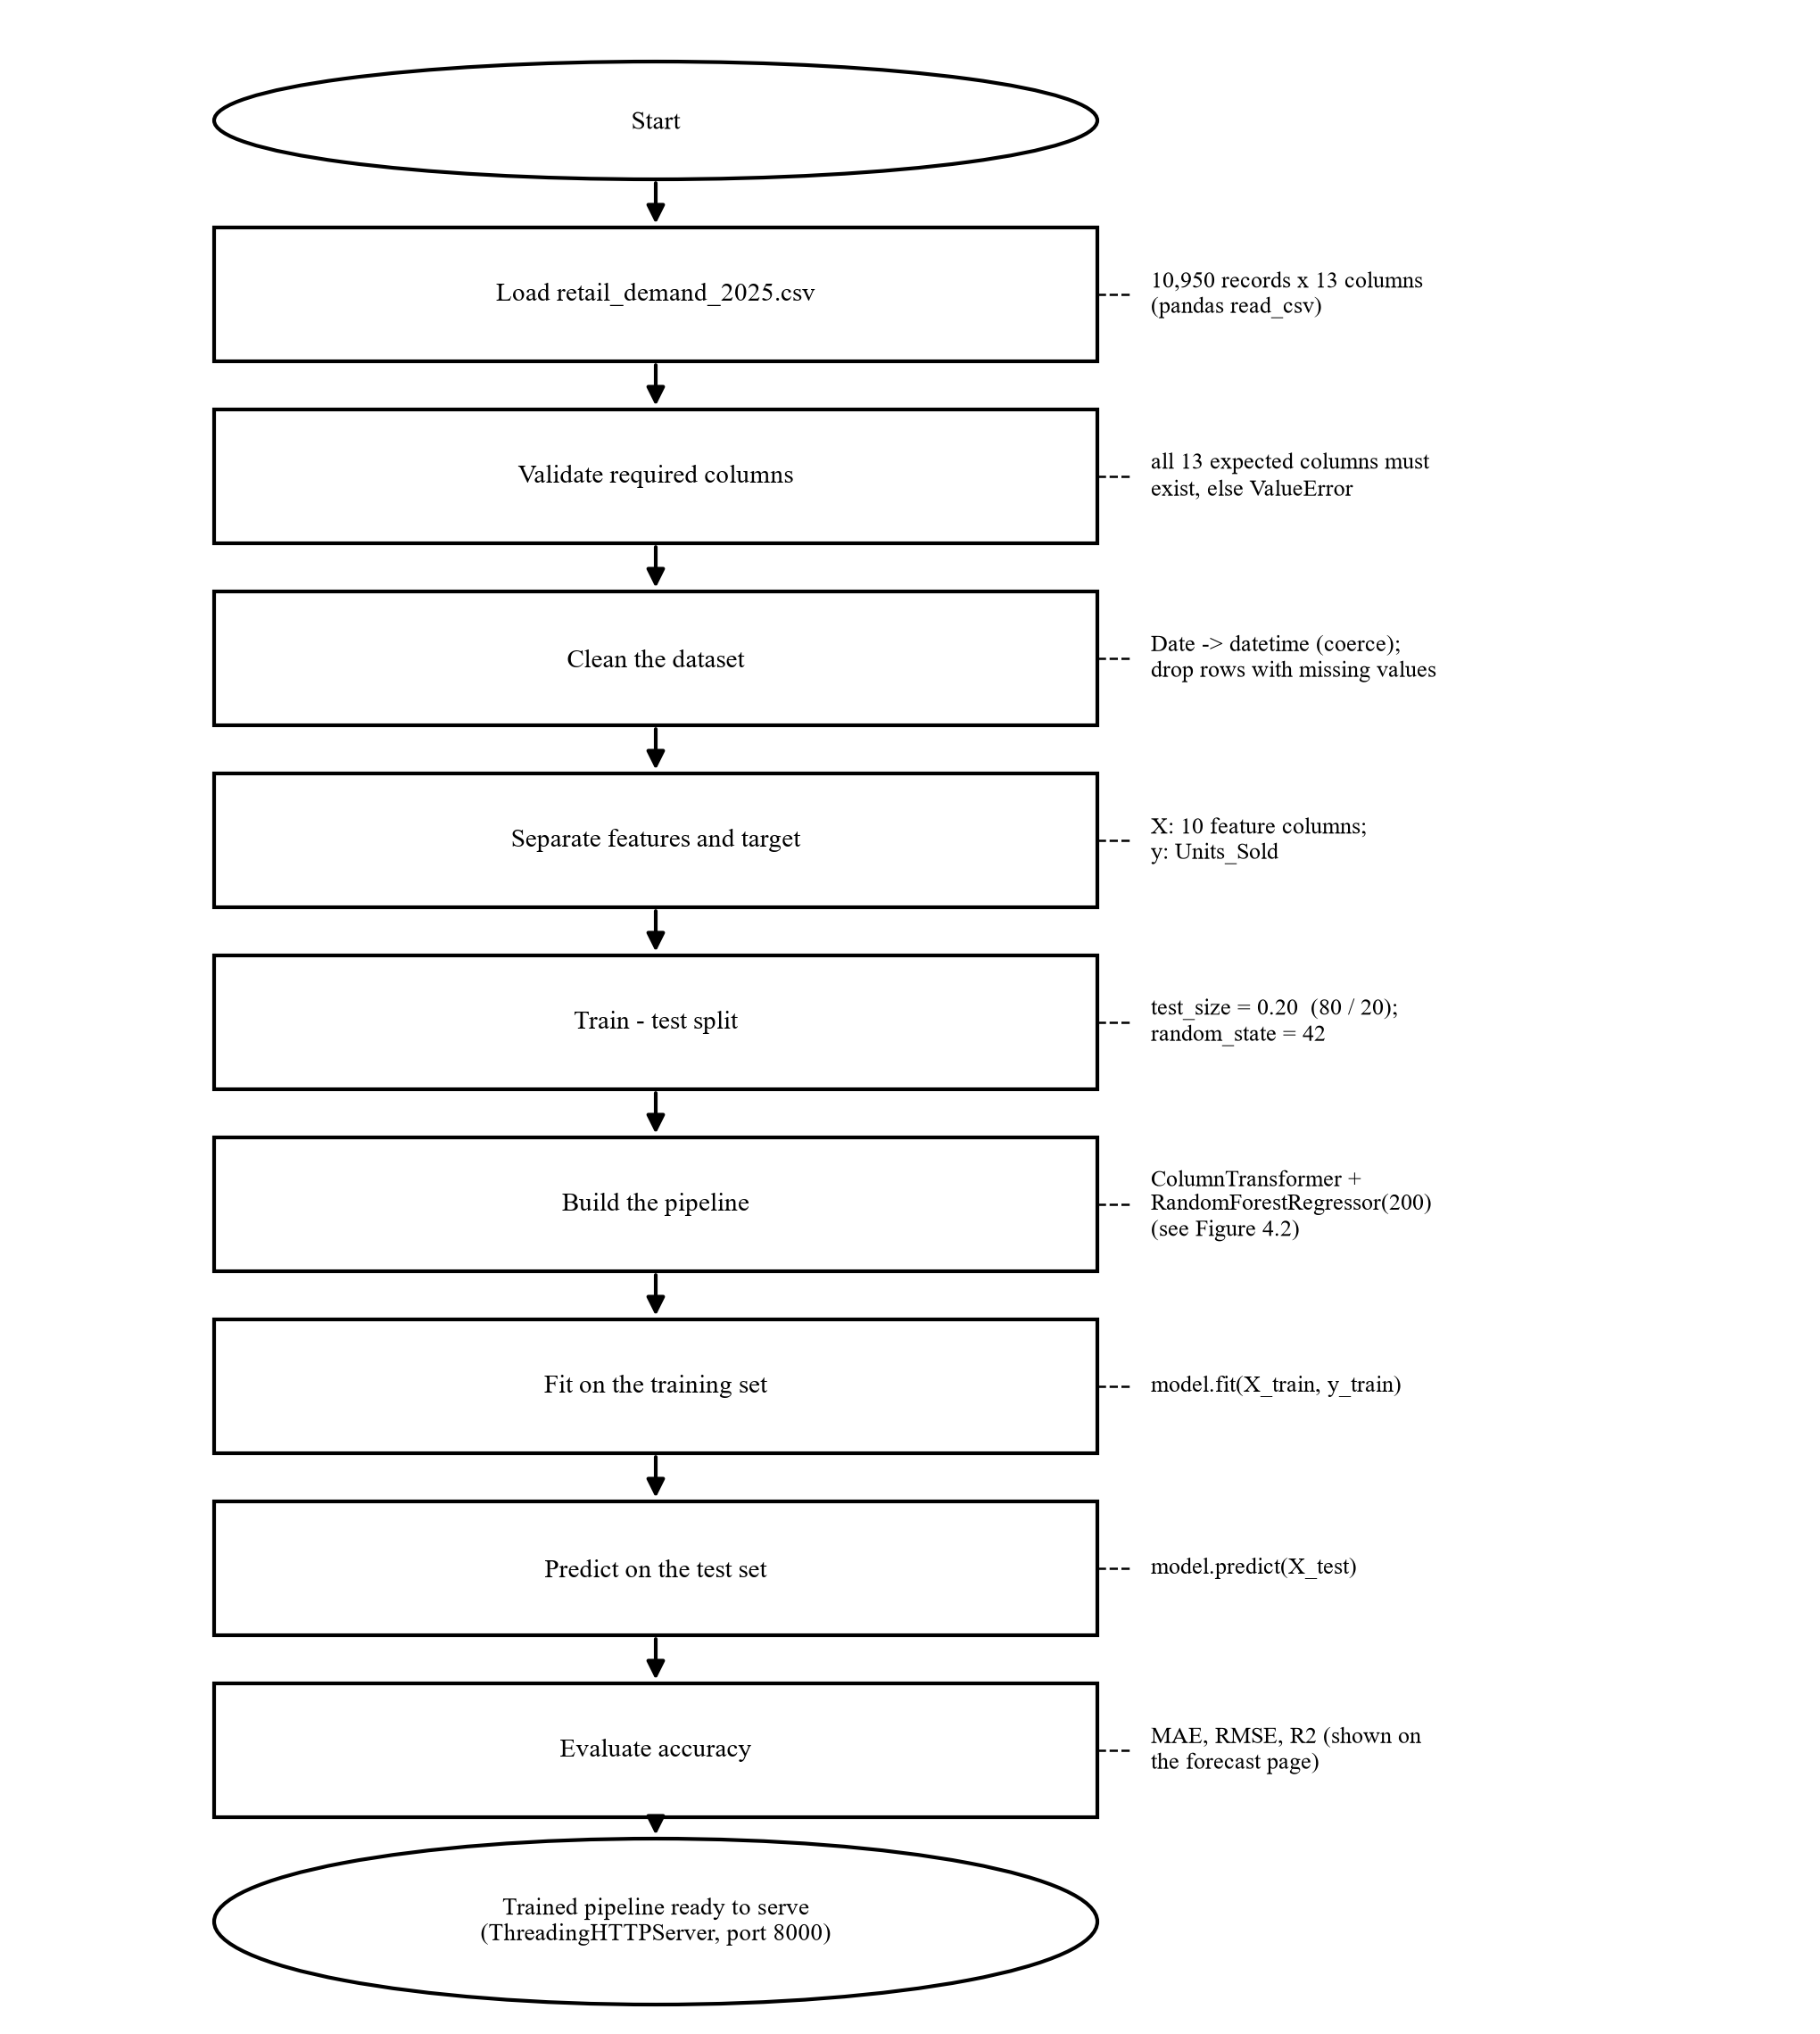 Start
Load retail_demand_2025.csv
10,950 records x 13 columns
(pandas read_csv)
Validate required columns
all 13 expected columns must
exist, else ValueError
Clean the dataset
Date -> datetime (coerce);
drop rows with missing values
Separate features and target
X: 10 feature columns;
y: Units_Sold
Train - test split
test_size = 0.20  (80 / 20);
random_state = 42
Build the pipeline
ColumnTransformer +
RandomForestRegressor(200)
(see Figure 4.2)
Fit on the training set
model.fit(X_train, y_train)
Predict on the test set
model.predict(X_test)
Evaluate accuracy
MAE, RMSE, R2 (shown on
the forecast page)
Trained pipeline ready to serve
(ThreadingHTTPServer, port 8000)